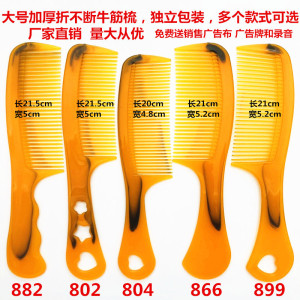 大号加厚折不断牛筋梳，独立包装，多个款式可选
厂家直销 量大从优 免费送销售广告布 广告牌和录音
长21.5cm
宽5cm
长21.5cm
宽5cm
长20cm
宽4.8cm
长21cm
宽5.2cm
长21cm
宽5.2cm
882 802 804 866 899